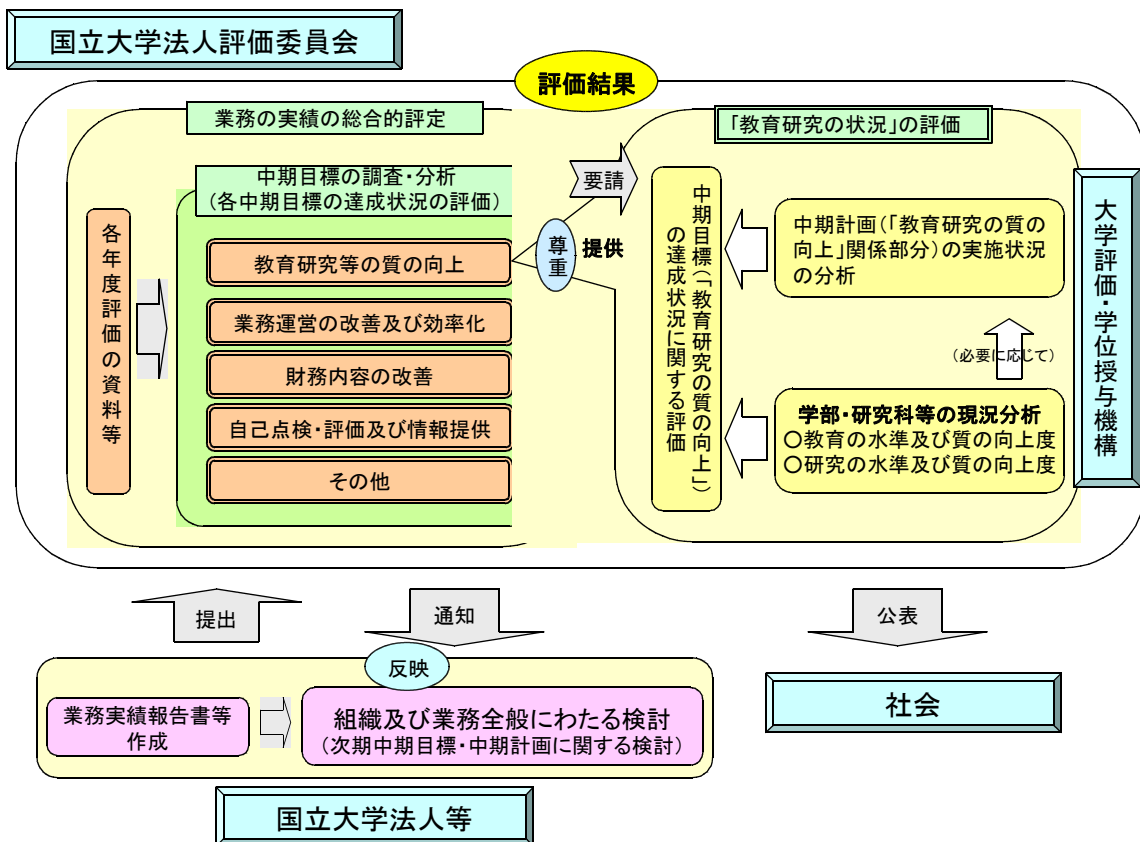 国立大学法人評価委員会
評価結果
業務の実績の総合的評定
「教育研究の状況」の評価
中期目標の調査・分析
(各中期目標の達成状況の評価)
各年度評価の資料等
教育研究等の質の向上
業務運営の改善及び効率化
財務内容の改善
自己点検・評価及び情報提供
その他
要請
尊重
提供
中期目標(「教育研究の質の向上」)
の達成状況に関する評価
中期計画(「教育研究の質の
向上」関係部分)の実施状況
の分析
(必要に応じて)
学部・研究科等の現況分析
○教育の水準及び質の向上度
○研究の水準及び質の向上度
大学評価・学位授与機構
提出
通知
公表
反映
業務実績報告書等
作成
組織及び業務全般にわたる検討
(次期中期目標・中期計画に関する検討)
社会
国立大学法人等